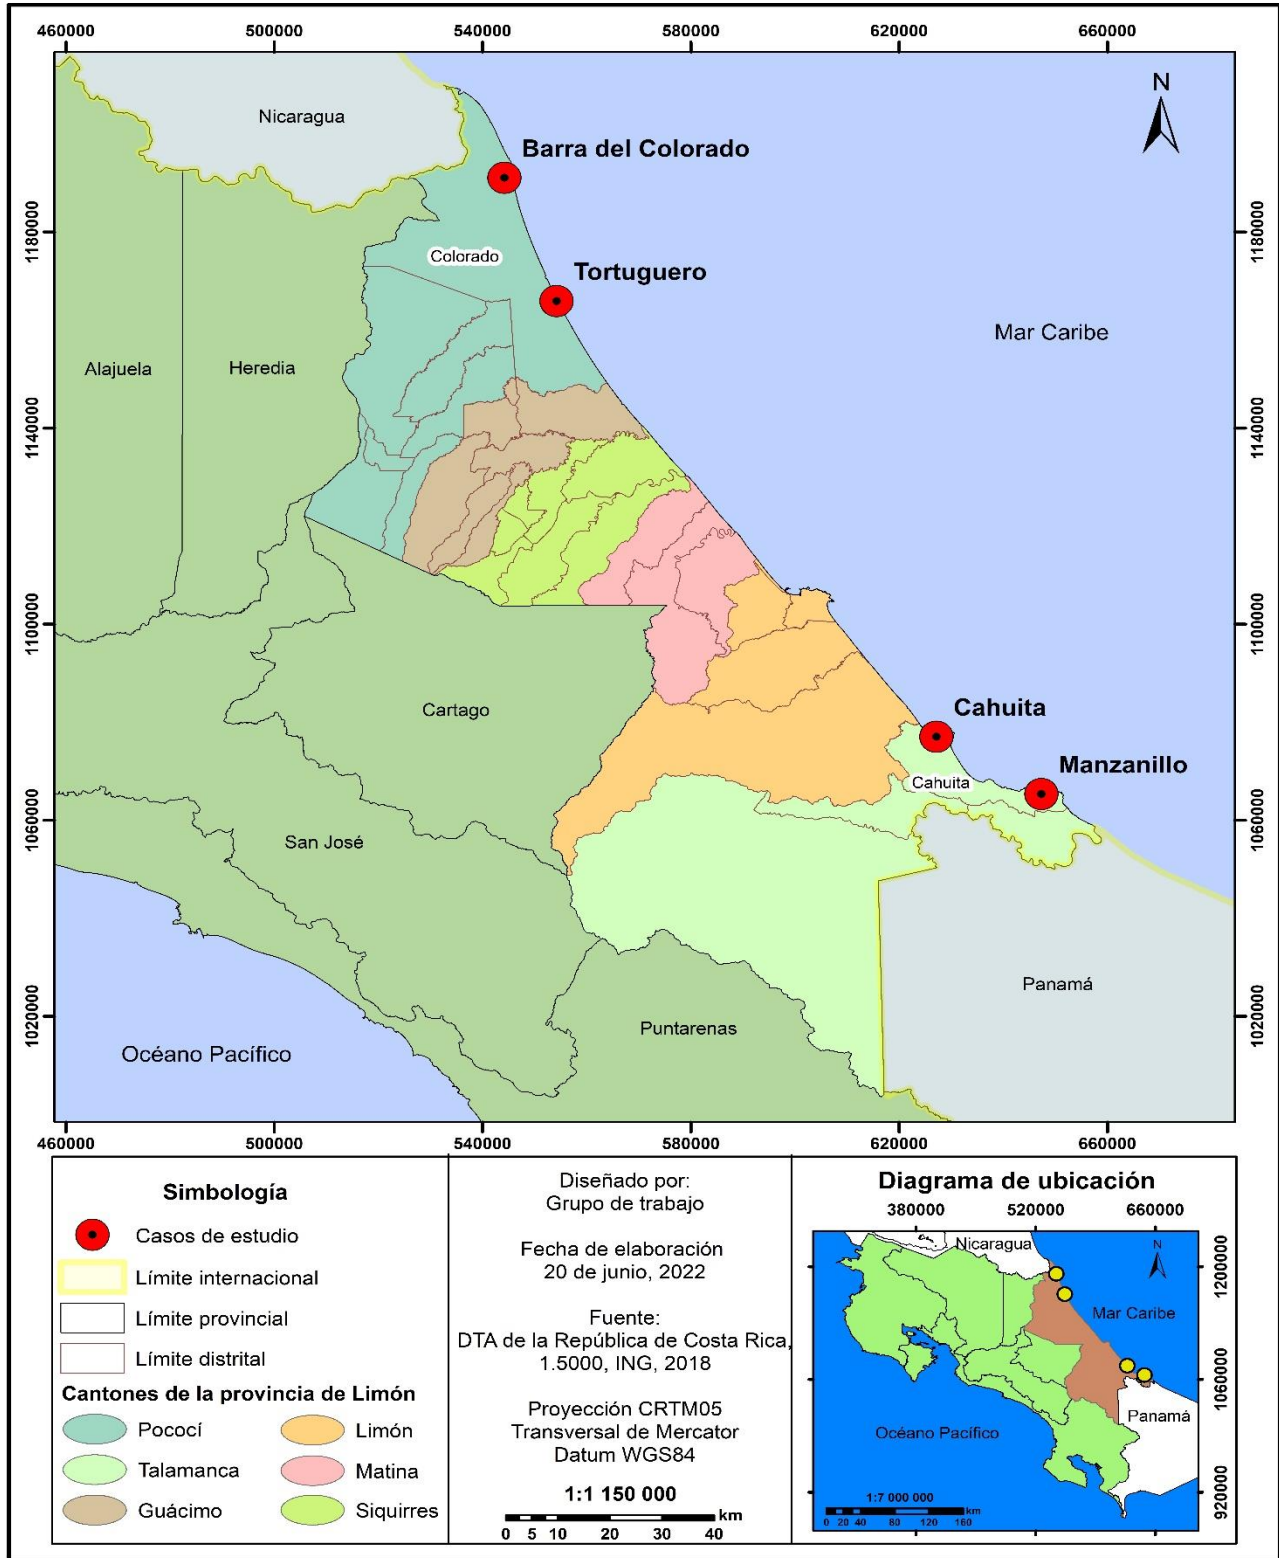 460000 500000 540000 580000 620000 660000
N
Nicaragua
Barra del Colorado
1180000 1180000
Colorado
Tortuguero
Mar Caribe
Alajuela
Heredia
1140000 1140000
1100000 1100000
Cartago
Cahuita
Manzanillo
Cahuita
1060000 1060000
San José
Panamá
1020000 1020000
Puntarenas
Océano Pacífico
460000 500000 540000 580000 620000 660000
Simbología
Casos de estudio
Límite internacional
Límite provincial
Límite distrital
Cantones de la provincia de Limón
Pococí
Limón
Talamanca
Matina
Guácimo
Siquirres
Diseñado por:
Grupo de trabajo
Fecha de elaboración
20 de junio, 2022
Fuente:
DTA de la República de Costa Rica,
1.5000, ING, 2018
Proyección CRTM05
Transversal de Mercator
Datum WGS84
1:1 150 000
0 5 10 20 30 40 km
Diagrama de ubicación
380000 520000 660000
Nicaragua
N
1200000
Mar Caribe
1060000
Panamá
Océano Pacífico
920000
1:7 000 000
0 20 40 80 120 160 km